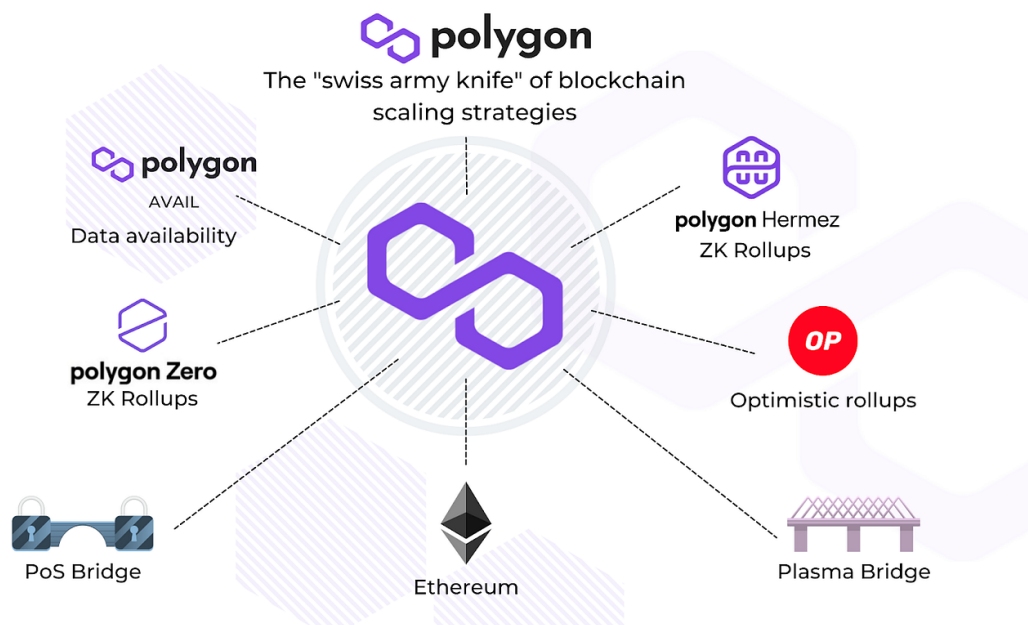 polygon
The "swiss army knife" of blockchain
scaling strategies
polygon
AVAIL
Data availability
polygon Hermez
ZK Rollups
polygon Zero
ZK Rollups
OP
Optimistic rollups
PoS Bridge
Ethereum
Plasma Bridge